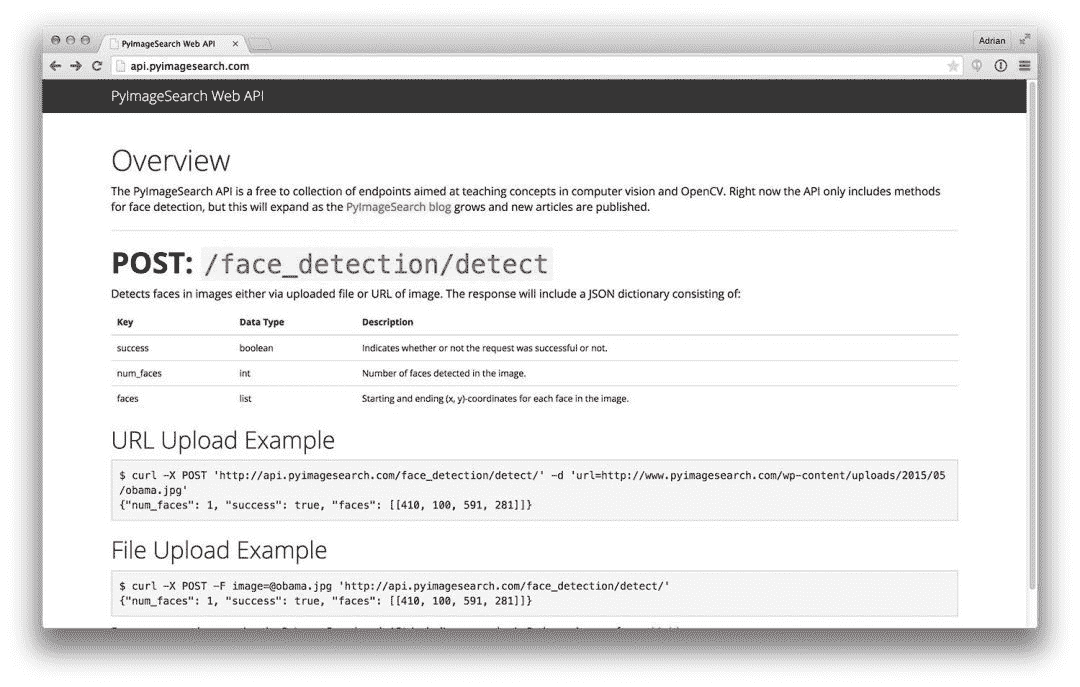 PyImageSearch Web API
Adrian
api.pyimagesearch.com
PyImageSearch Web API
Overview
The PyImageSearch API is a free to collection of endpoints aimed at teaching concepts in computer vision and OpenCV. Right now the API only includes methods
for face detection, but this will expand as the PyImageSearch blog grows and new articles are published.
POST: /face_detection/detect
Detects faces in images either via uploaded file or URL of image. The response will include a JSON dictionary consisting of:
Key Data Type Description
success boolean Indicates whether or not the request was successful or not.
num_faces int Number of faces detected in the image.
faces list Starting and ending (x, y)-coordinates for each face in the image.
URL Upload Example
$ curl -X POST 'http://api.pyimagesearch.com/face_detection/detect/' -d 'url=http://www.pyimagesearch.com/wp-content/uploads/2015/05
/obama.jpg'
{"num_faces": 1, "success": true, "faces": [[410, 100, 591, 281]]}
File Upload Example
$ curl -X POST -F image=@obama.jpg 'http://api.pyimagesearch.com/face_detection/detect/'
{"num_faces": 1, "success": true, "faces": [[410, 100, 591, 281]]}